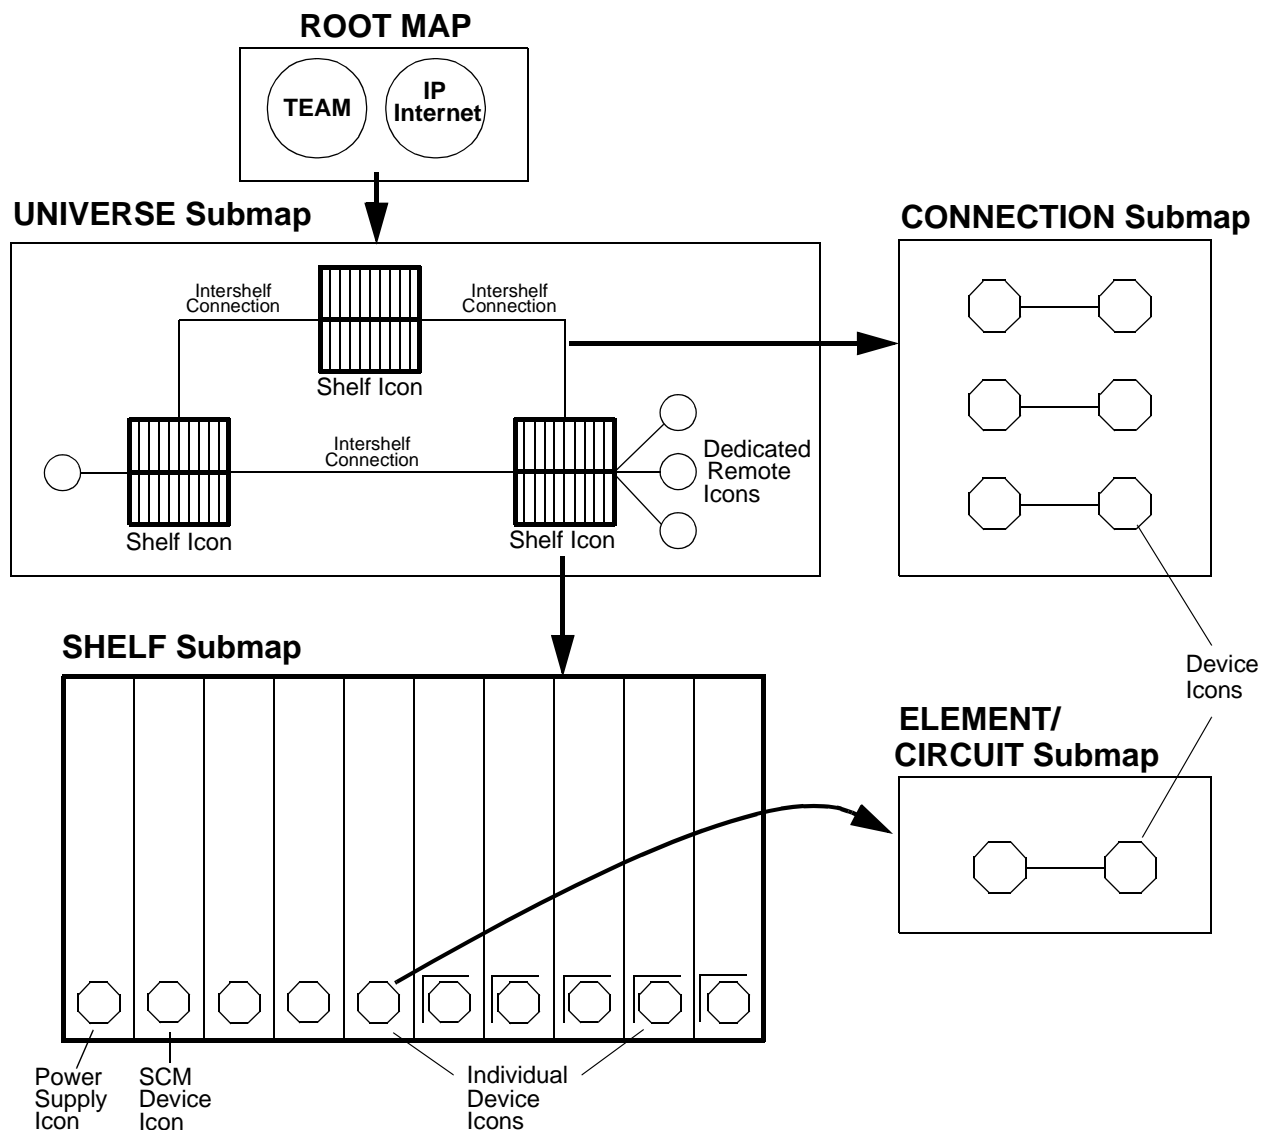 ROOT MAP
TEAM
IP
Internet
UNIVERSE Submap
CONNECTION Submap
Intershelf
Connection
Intershelf
Connection
Shelf Icon
Intershelf
Connection
Dedicated
Remote
Icons
Shelf Icon
Shelf Icon
SHELF Submap
Device
Icons
ELEMENT/
CIRCUIT Submap
Power
Supply
Icon
SCM
Device
Icon
Individual
Device
Icons